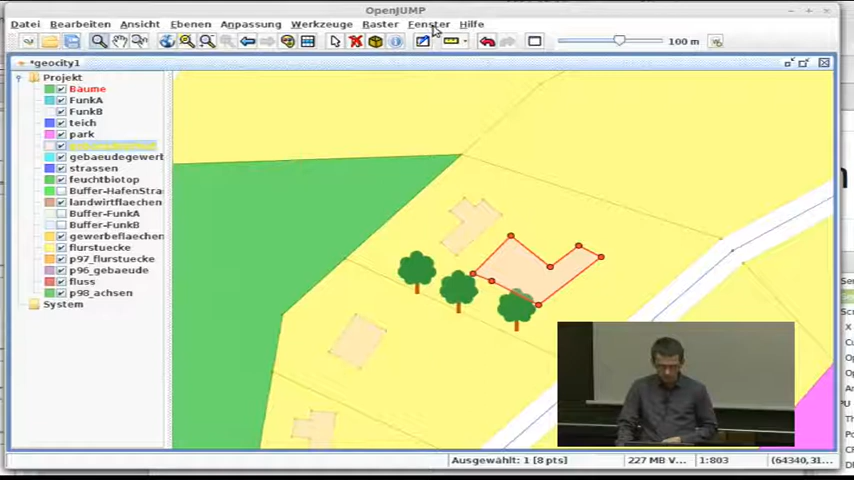 OpenJUMP
Datei Bearbeiten Ansicht Ebenen Anpassung Werkzeuge Raster Fenster Hilfe
100 m
*geocity1
Projekt
Bäume
FunkA
FunkB
teich
park
gebaeudegewert
strassen
feuchtbiotop
Buffer-HafenStra
landwirtflaechen
Buffer-FunkA
Buffer-FunkB
gewerbeflaechen
flurstuecke
p97_flurstuecke
p96_gebaeude
fluss
p98_achsen
System
Ausgewählt: 1 [8 pts] 227 MB V... 1:803 (64340,31...